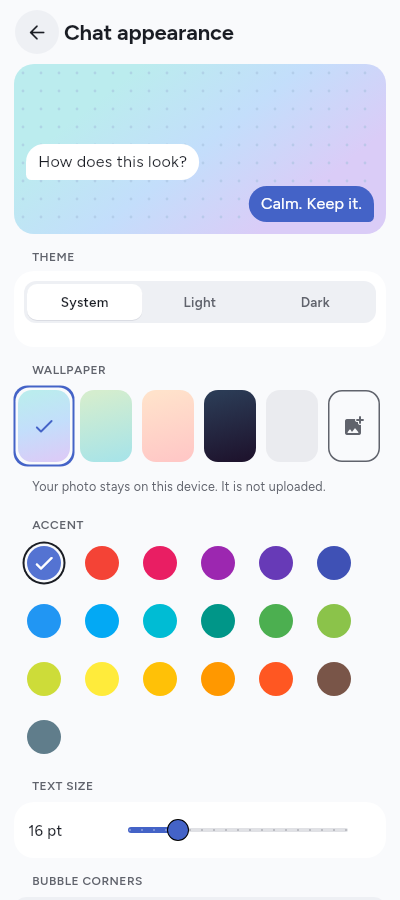 Chat appearance
How does this look?
Calm. Keep it.
THEME
System
Light
Dark
WALLPAPER
Your photo stays on this device. It is not uploaded.
ACCENT
TEXT SIZE
16 pt
BUBBLE CORNERS